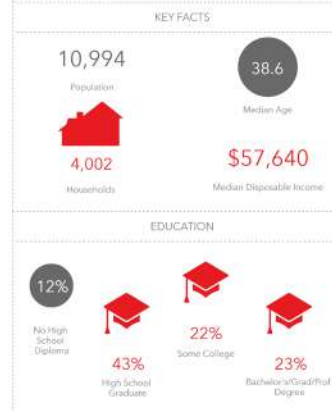 KEY FACTS
10,994
Population
38.6
Median Age
4,002
Households
$57,640
Median Disposable Income
EDUCATION
12%
No High
School
Diploma
43%
High School
Graduate
22%
Some College
23%
Bachelor's/Grad/Prof
Degree